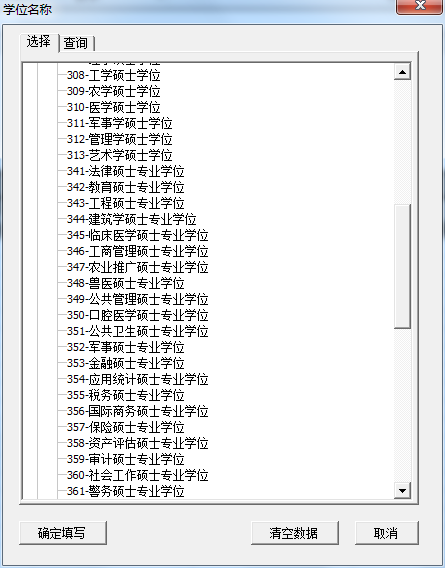 学位名称
选择 查询
308-工学硕士学位
309-农学硕士学位
310-医学硕士学位
311-军事学硕士学位
312-管理学硕士学位
313-艺术学硕士学位
341-法律硕士专业学位
342-教育硕士专业学位
343-工程硕士专业学位
344-建筑学硕士专业学位
345-临床医学硕士专业学位
346-工商管理硕士专业学位
347-农业推广硕士专业学位
348-兽医硕士专业学位
349-公共管理硕士专业学位
350-口腔医学硕士专业学位
351-公共卫生硕士专业学位
352-军事硕士专业学位
353-金融硕士专业学位
354-应用统计硕士专业学位
355-税务硕士专业学位
356-国际商务硕士专业学位
357-保险硕士专业学位
358-资产评估硕士专业学位
359-审计硕士专业学位
360-社会工作硕士专业学位
361-警务硕士专业学位
确定填写 清空数据 取消